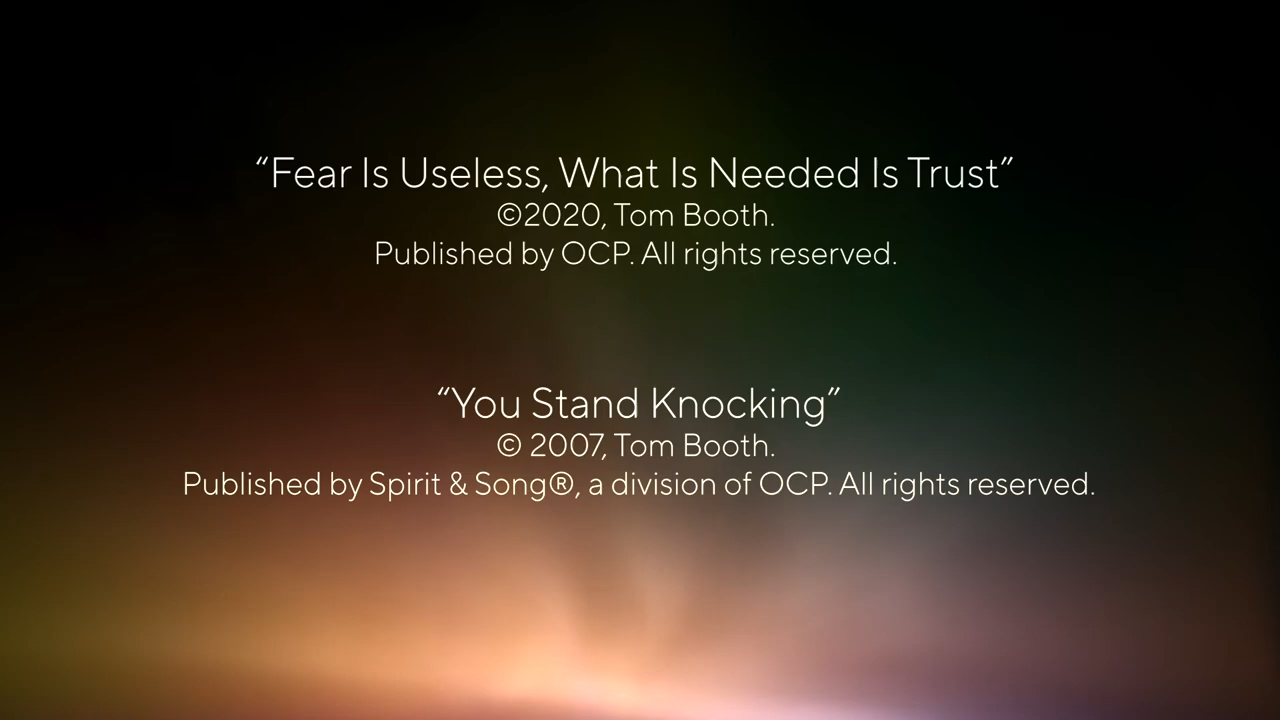 “Fear Is Useless, What Is Needed Is Trust”
©2020, Tom Booth.
Published by OCP. All rights reserved.
“You Stand Knocking”
© 2007, Tom Booth.
Published by Spirit & Song®, a division of OCP. All rights reserved.